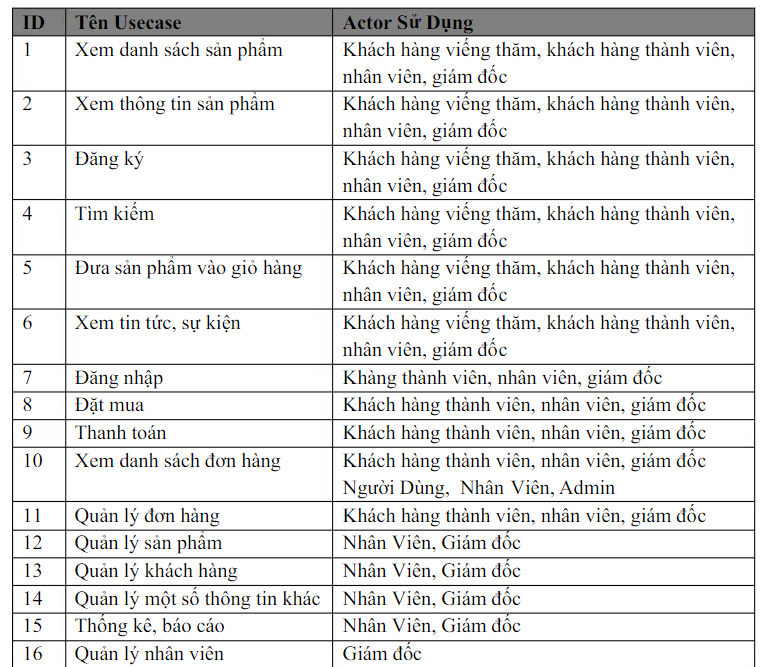 ID Tên Usecase Actor Sử Dụng
1 Xem danh sách sản phẩm Khách hàng viếng thăm, khách hàng thành viên,
nhân viên, giám đốc
2 Xem thông tin sản phẩm Khách hàng viếng thăm, khách hàng thành viên,
nhân viên, giám đốc
3 Đăng ký Khách hàng viếng thăm, khách hàng thành viên,
nhân viên, giám đốc
4 Tìm kiếm Khách hàng viếng thăm, khách hàng thành viên,
nhân viên, giám đốc
5 Đưa sản phẩm vào giỏ hàng Khách hàng viếng thăm, khách hàng thành viên,
nhân viên, giám đốc
6 Xem tin tức, sự kiện Khách hàng viếng thăm, khách hàng thành viên,
nhân viên, giám đốc
7 Đăng nhập Khàng thành viên, nhân viên, giám đốc
8 Đặt mua Khách hàng thành viên, nhân viên, giám đốc
9 Thanh toán Khách hàng thành viên, nhân viên, giám đốc
10 Xem danh sách đơn hàng Khách hàng thành viên, nhân viên, giám đốc
Người Dùng, Nhân Viên, Admin
11 Quản lý đơn hàng Khách hàng thành viên, nhân viên, giám đốc
12 Quản lý sản phẩm Nhân Viên, Giám đốc
13 Quản lý khách hàng Nhân Viên, Giám đốc
14 Quản lý một số thông tin khác Nhân Viên, Giám đốc
15 Thống kê, báo cáo Nhân Viên, Giám đốc
16 Quản lý nhân viên Giám đốc